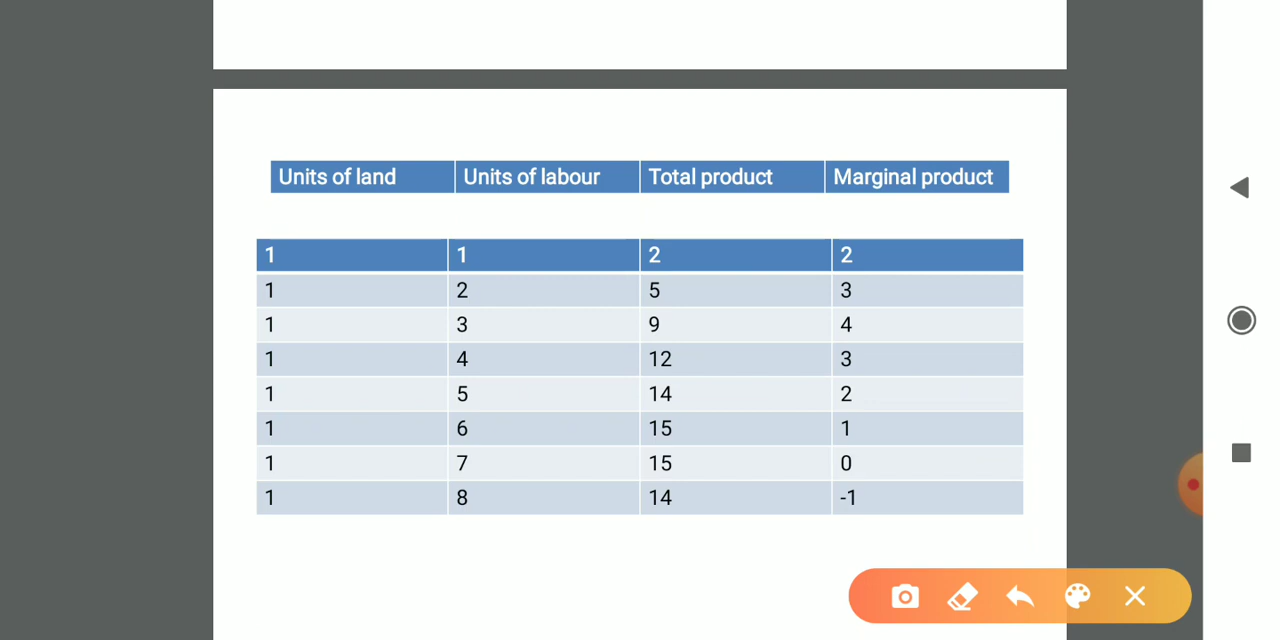 Units of land Units of labour Total product Marginal product
1 1 2 2
1 2 5 3
1 3 9 4
1 4 12 3
1 5 14 2
1 6 15 1
1 7 15 0
1 8 14 -1